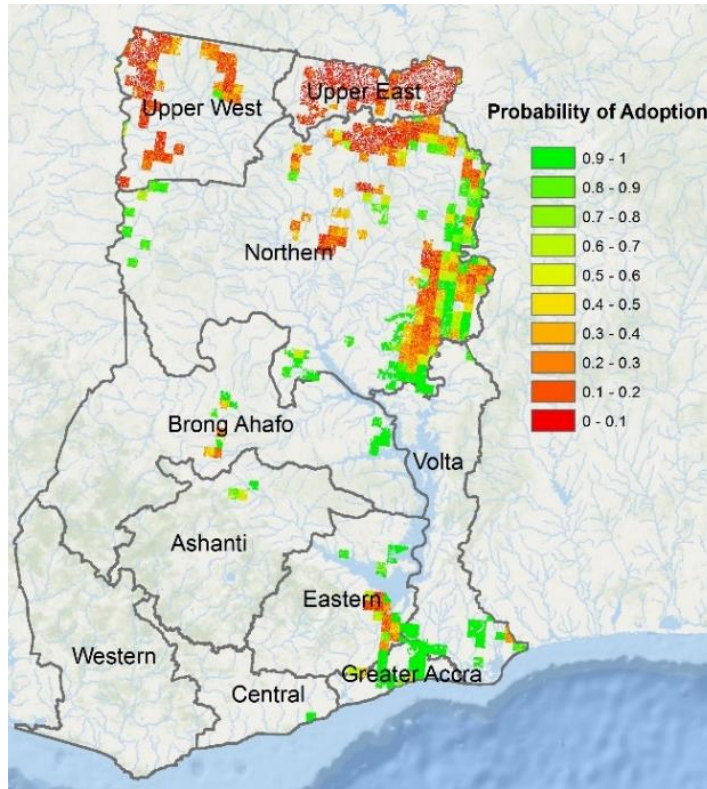 Upper West
Upper East
Probability of Adoption
0.9 - 1
0.8 - 0.9
0.7 - 0.8
0.6 - 0.7
0.5 - 0.6
0.4 - 0.5
0.3 - 0.4
0.2 - 0.3
0.1 - 0.2
0 - 0.1
Northern
Brong Ahafo
Volta
Ashanti
Eastern
Western
Central
Greater Accra